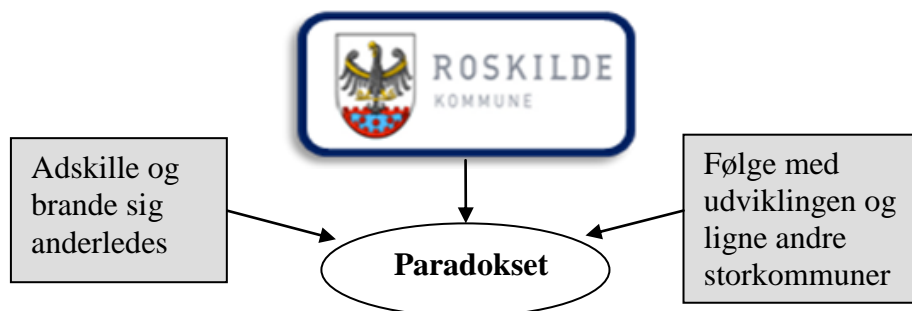 ROSKILDE
KOMMUNE
Adskille og
brande sig
anderledes
Følge med
udviklingen og
ligne andre
storkommuner
Paradokset